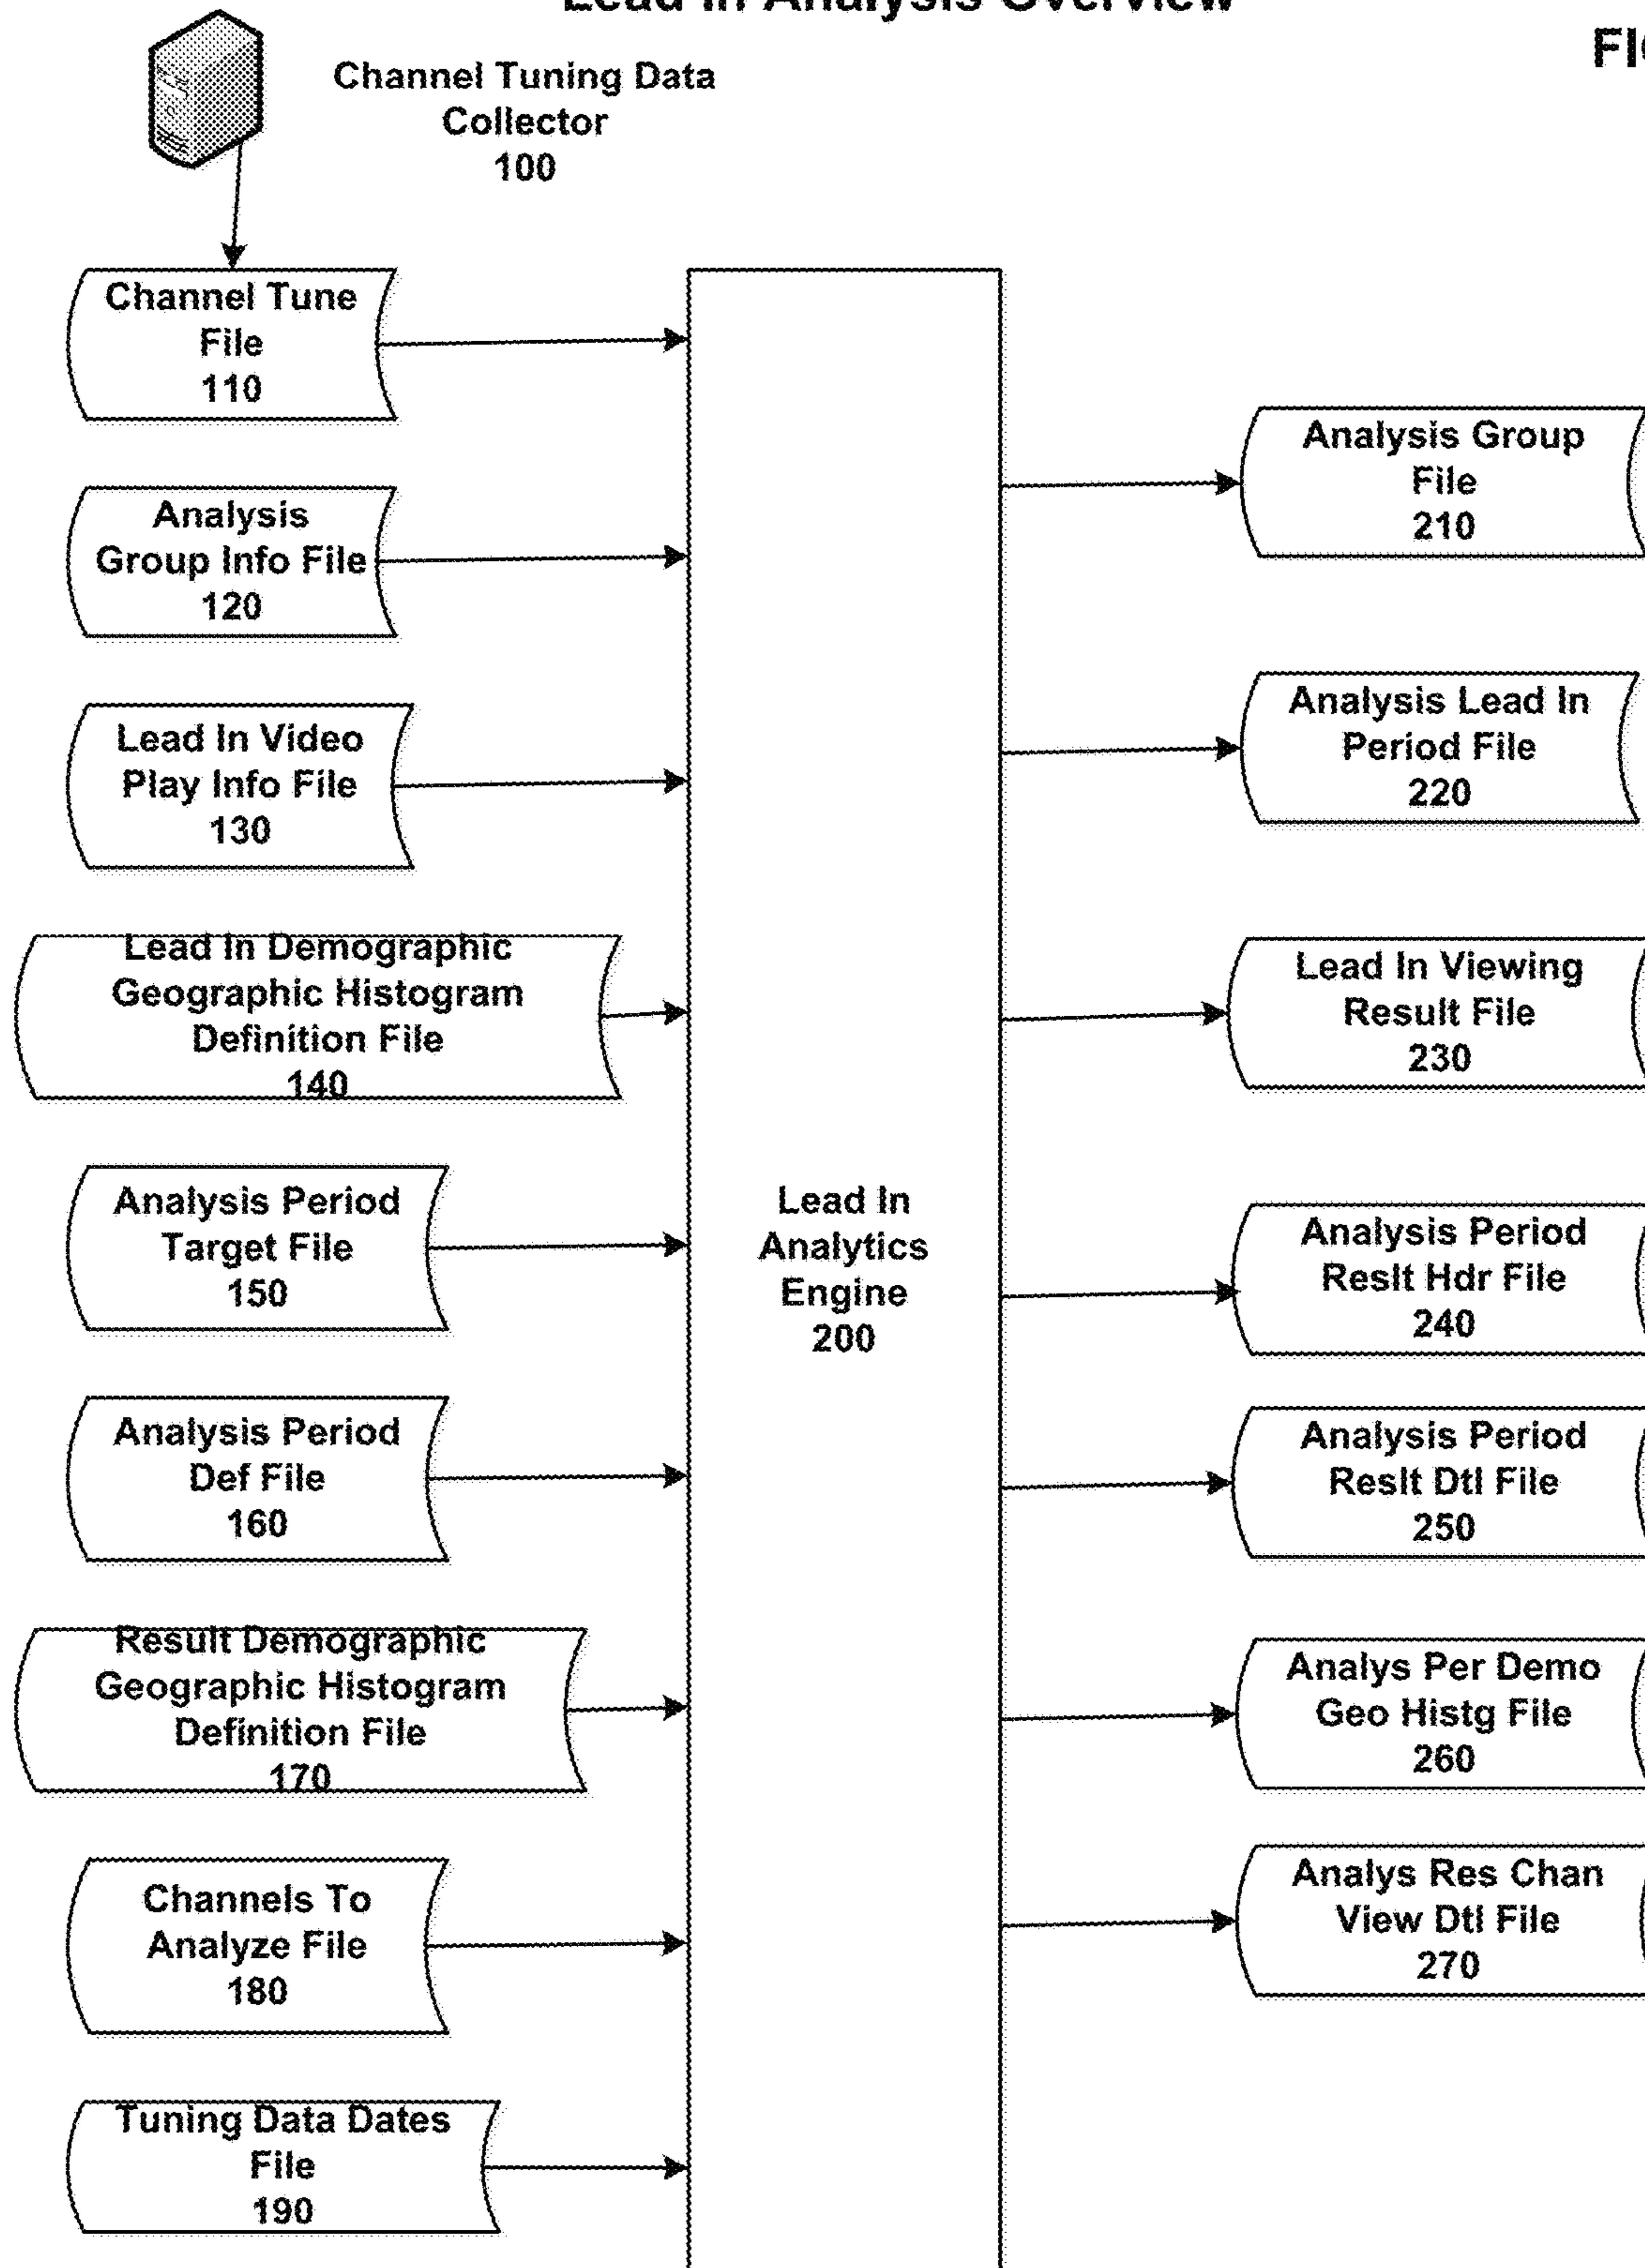 Lead In Analysis Overview
Channel Tuning Data
Collector
100
Channel Tune
File
110
Analysis
Group Info File
120
Lead In Video
Play Info File
130
Lead In Demographic
Geographic Histogram
Definition File
140
Analysis Period
Target File
150
Analysis Period
Def File
160
Result Demographic
Geographic Histogram
Definition File
170
Channels To
Analyze File
180
Tuning Data Dates
File
190
Lead In
Analytics
Engine
200
Analysis Group
File
210
Analysis Lead In
Period File
220
Lead In Viewing
Result File
230
Analysis Period
Reslt Hdr File
240
Analysis Period
Reslt Dtl File
250
Analys Per Demo
Geo Histg File
260
Analys Res Chan
View Dtl File
270